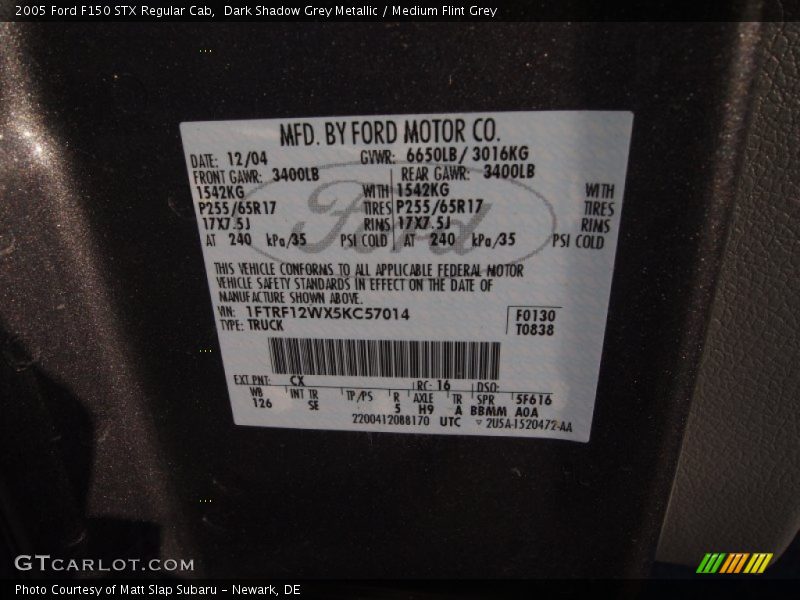 2005 Ford F150 STX Regular Cab,  Dark Shadow Grey Metallic / Medium Flint Grey
MFD. BY FORD MOTOR CO.
DATE: 12/04 GVWR: 6650LB/ 3016KG
FRONT GAWR: 3400LB REAR GAWR: 3400LB
1542KG WITH 1542KG WITH
P255/65R17 TIRES P255/65R17 TIRES
17X7.5J RIMS 17X7.5J RIMS
AT 240 kPa/35 PSI COLD AT 240 kPa/35 PSI COLD
Ford
THIS VEHICLE CONFORMS TO ALL APPLICABLE FEDERAL MOTOR
VEHICLE SAFETY STANDARDS IN EFFECT ON THE DATE OF
MANUFACTURE SHOWN ABOVE.
VIN: 1FTRF12WX5KC57014 F0130
TYPE: TRUCK T0838
EXT PNT: CX RC: 16 DSO:
WB INT TR TP/PS R AXLE TR SPR 5F616
126 SE 5 H9 A BBMM A0A
2200412088170 UTC ▽ 2U5A-1520472-AA
GTCARLOT.COM
Photo Courtesy of Matt Slap Subaru - Newark, DE